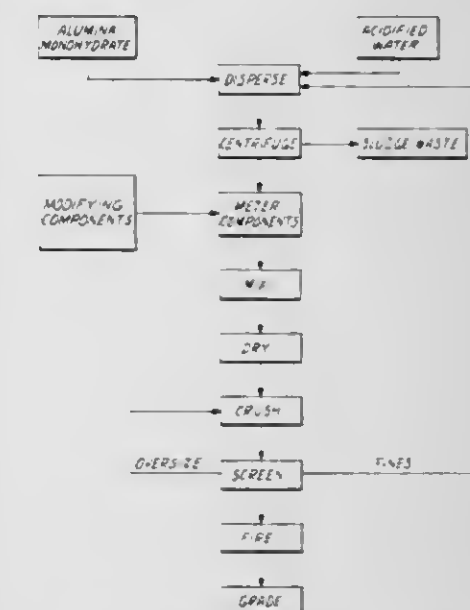 ALUMINA
MONOHYDRATE
ACIDIFIED
WATER
DISPERSE
CENTRIFUGE
SLUDGE WASTE
MODIFYING
COMPONENTS
METER
COMPONENTS
MIX
DRY
CRUSH
OVERSIZE
SCREEN
FINES
FIRE
GRADE